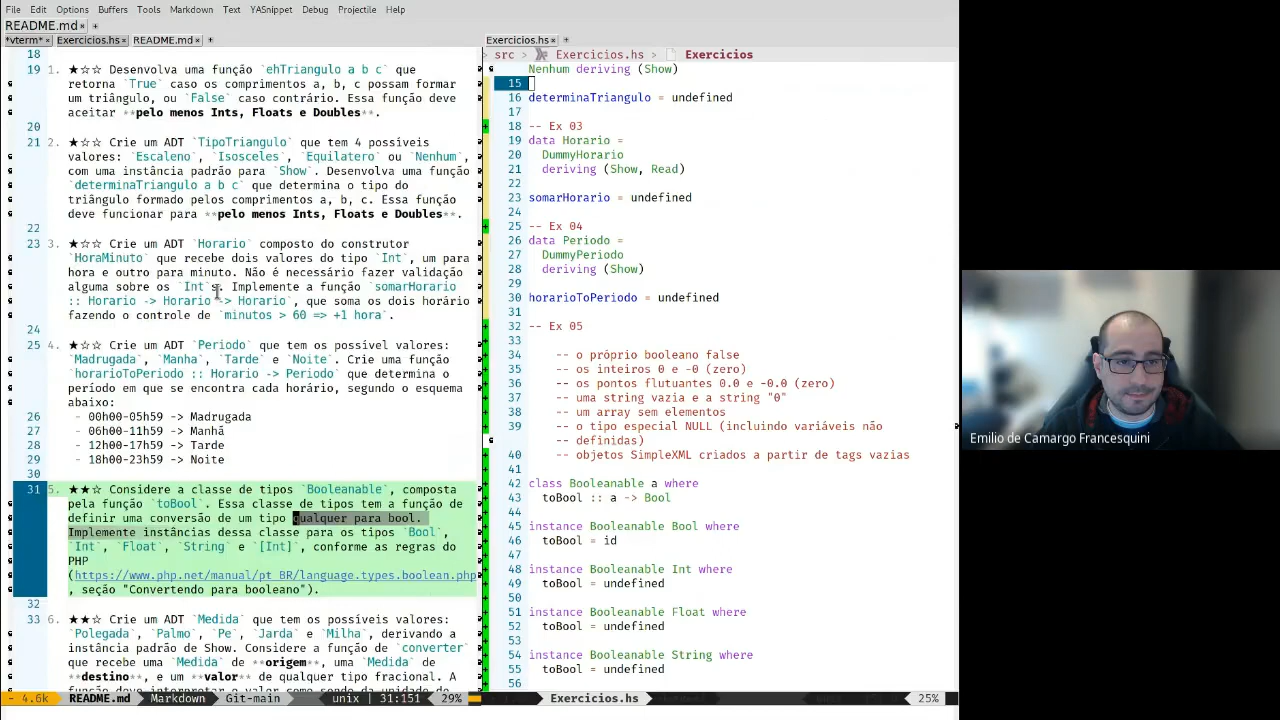 File Edit Options Buffers Tools Markdown Text YASnippet Debug Projectile Help
README.md× +
*vterm*× Exercicios.hs× README.md× +
18
19 1. ★☆☆ Desenvolva uma função `ehTriangulo a b c` que
retorna `True` caso os comprimentos a, b, c possam formar
um triângulo, ou `False` caso contrário. Essa função deve
aceitar **pelo menos Ints, Floats e Doubles**.
20
21 2. ★☆☆ Crie um ADT `TipoTriangulo` que tem 4 possíveis
valores: `Escaleno`, `Isosceles`, `Equilatero` ou `Nenhum`,
com uma instância padrão para `Show`. Desenvolva uma função
`determinaTriangulo a b c` que determina o tipo do
triângulo formado pelos comprimentos a, b, c. Essa função
deve funcionar para **pelo menos Ints, Floats e Doubles**.
22
23 3. ★☆☆ Crie um ADT `Horario` composto do construtor
`HoraMinuto` que recebe dois valores do tipo `Int`, um para
hora e outro para minuto. Não é necessário fazer validação
alguma sobre os `Int`s. Implemente a função `somarHorario
:: Horario -> Horario -> Horario`, que soma os dois horário
fazendo o controle de `minutos > 60 => +1 hora`.
24
25 4. ★☆☆ Crie um ADT `Periodo` que tem os possível valores:
`Madrugada`, `Manha`, `Tarde` e `Noite`. Crie uma função
`horarioToPeriodo :: Horario -> Periodo` que determina o
período em que se encontra cada horário, segundo o esquema
abaixo:
26 - 00h00-05h59 -> Madrugada
27 - 06h00-11h59 -> Manhã
28 - 12h00-17h59 -> Tarde
29 - 18h00-23h59 -> Noite
30
31 5. ★★☆ Considere a classe de tipos `Booleanable`, composta
pela função `toBool`. Essa classe de tipos tem a função de
definir uma conversão de um tipo qualquer para bool.
Implemente instâncias dessa classe para os tipos `Bool`,
`Int`, `Float`, `String` e `[Int]`, conforme as regras do
PHP
(https://www.php.net/manual/pt_BR/language.types.boolean.php
, seção "Convertendo para booleano").
32
33 6. ★★☆ Crie um ADT `Medida` que tem os possíveis valores:
`Polegada`, `Palmo`, `Pe`, `Jarda` e `Milha`, derivando a
instância padrão de Show. Considere a função de `converter`
que recebe uma `Medida` de **origem**, uma `Medida` de
**destino**, e um **valor** de qualquer tipo fracional. A
função deve interpretar o valor como sendo da unidade de
- 4.6k README.md Markdown Git-main unix | 31:151 29%
Exercicios.hs× +
src Exercicios.hs Exercicios
Nenhum deriving (Show)
15
16 determinaTriangulo = undefined
17
18 -- Ex 03
19 data Horario =
20 DummyHorario
21 deriving (Show, Read)
22
23 somarHorario = undefined
24
25 -- Ex 04
26 data Periodo =
27 DummyPeriodo
28 deriving (Show)
29
30 horarioToPeriodo = undefined
31
32 -- Ex 05
33
34 -- o próprio booleano false
35 -- os inteiros 0 e -0 (zero)
36 -- os pontos flutuantes 0.0 e -0.0 (zero)
37 -- uma string vazia e a string "0"
38 -- um array sem elementos
39 -- o tipo especial NULL (incluindo variáveis não
-- definidas)
40 -- objetos SimpleXML criados a partir de tags vazias
41
42 class Booleanable a where
43 toBool :: a -> Bool
44
45 instance Booleanable Bool where
46 toBool = id
47
48 instance Booleanable Int where
49 toBool = undefined
50
51 instance Booleanable Float where
52 toBool = undefined
53
54 instance Booleanable String where
55 toBool = undefined
56
Exercicios.hs 25%
Emilio de Camargo Francesquini